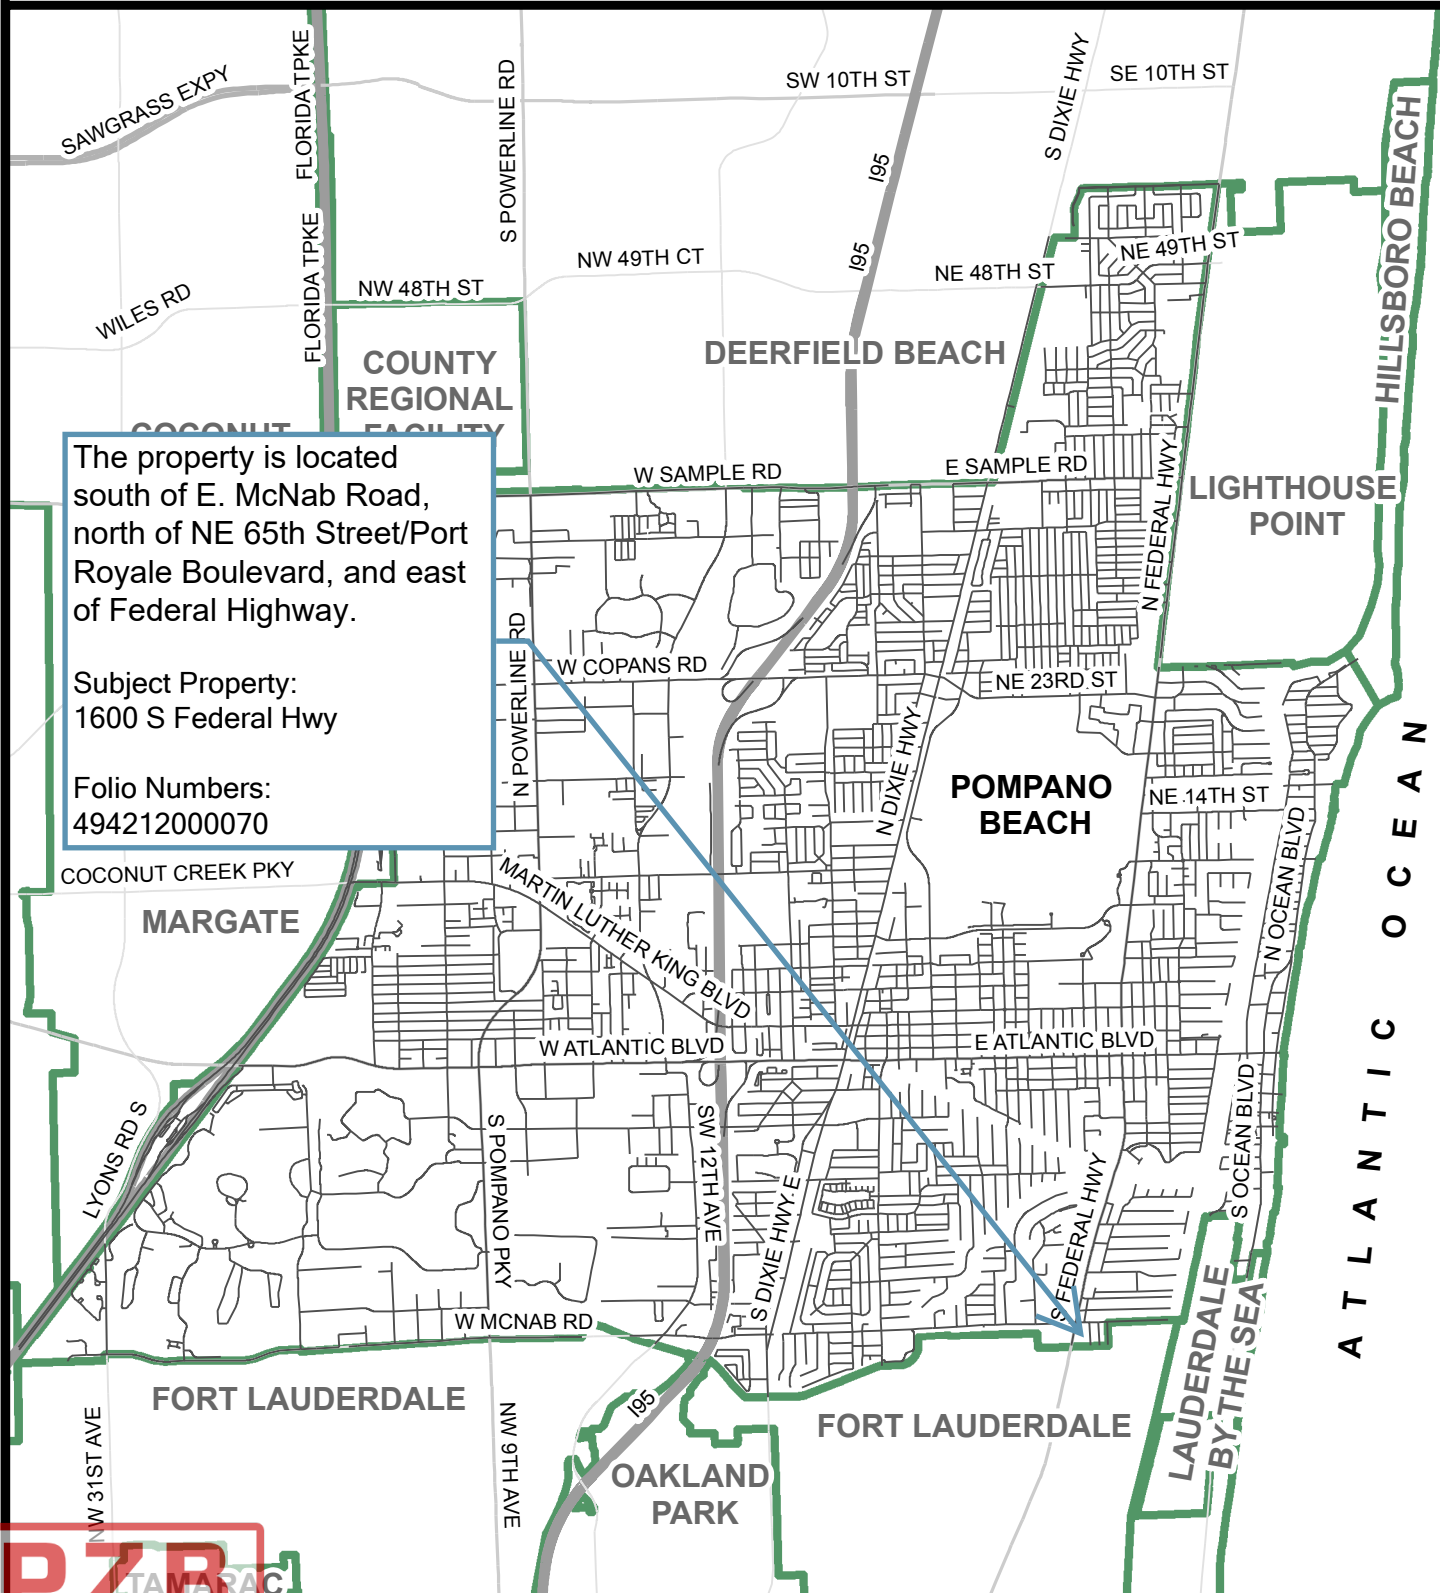 SAWGRASS EXPY
FLORIDA TPKE
S POWERLINE RD
SW 10TH ST
S DIXIE HWY
SE 10TH ST
I95
HILLSBORO BEACH
FLORIDA TPKE
WILES RD
NW 48TH ST
NW 49TH CT
I95
NE 48TH ST
NE 49TH ST
COUNTY
REGIONAL
FACILITY
DEERFIELD BEACH
COCONUT
The property is located
south of E. McNab Road,
north of NE 65th Street/Port
Royale Boulevard, and east
of Federal Highway.
Subject Property:
1600 S Federal Hwy
Folio Numbers:
494212000070
W SAMPLE RD
E SAMPLE RD
N FEDERAL HWY
LIGHTHOUSE
POINT
N POWERLINE RD
W COPANS RD
NE 23RD ST
N DIXIE HWY
POMPANO
BEACH
NE 14TH ST
N OCEAN BLVD
ATLANTIC OCEAN
COCONUT CREEK PKY
MARGATE
MARTIN LUTHER KING BLVD
W ATLANTIC BLVD
E ATLANTIC BLVD
LYONS RD S
S POMPANO PKY
SW 12TH AVE
S DIXIE HWY E
S FEDERAL HWY
S OCEAN BLVD
W MCNAB RD
LAUDERDALE
BY THE SEA
FORT LAUDERDALE
FORT LAUDERDALE
I95
NW 31ST AVE
NW 9TH AVE
OAKLAND
PARK
PZB
TAMARAC